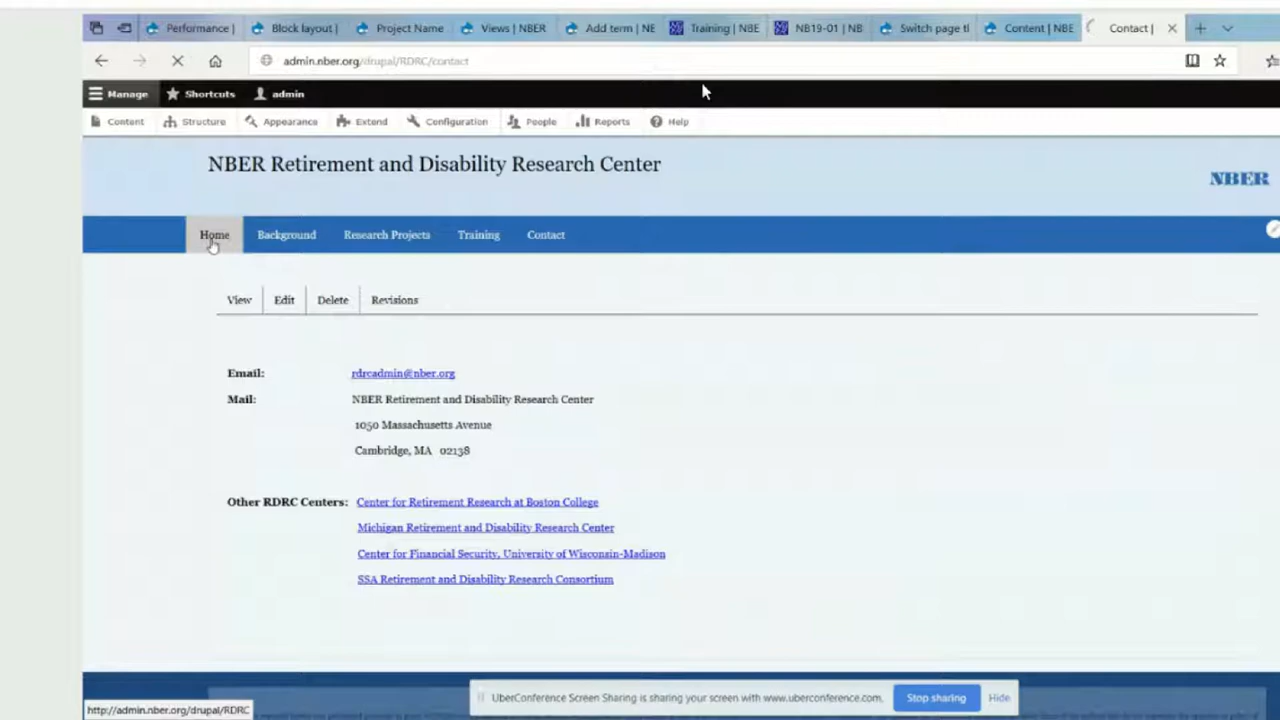 Performance |
Block layout |
Project Name
Views | NBER
Add term | NE
Training | NBE
NB19-01 | NB
Switch page tl
Content | NBE
Contact |
admin.nber.org/drupal/RDRC/contact
Manage
Shortcuts
admin
Content
Structure
Appearance
Extend
Configuration
People
Reports
Help
NBER Retirement and Disability Research Center
NBER
Home
Background
Research Projects
Training
Contact
View
Edit
Delete
Revisions
Email: rdrcadmin@nber.org
Mail: NBER Retirement and Disability Research Center
1050 Massachusetts Avenue
Cambridge, MA 02138
Other RDRC Centers: Center for Retirement Research at Boston College
Michigan Retirement and Disability Research Center
Center for Financial Security, University of Wisconsin-Madison
SSA Retirement and Disability Research Consortium
UberConference Screen Sharing is sharing your screen with www.uberconference.com.
Stop sharing
Hide
http://admin.nber.org/drupal/RDRC